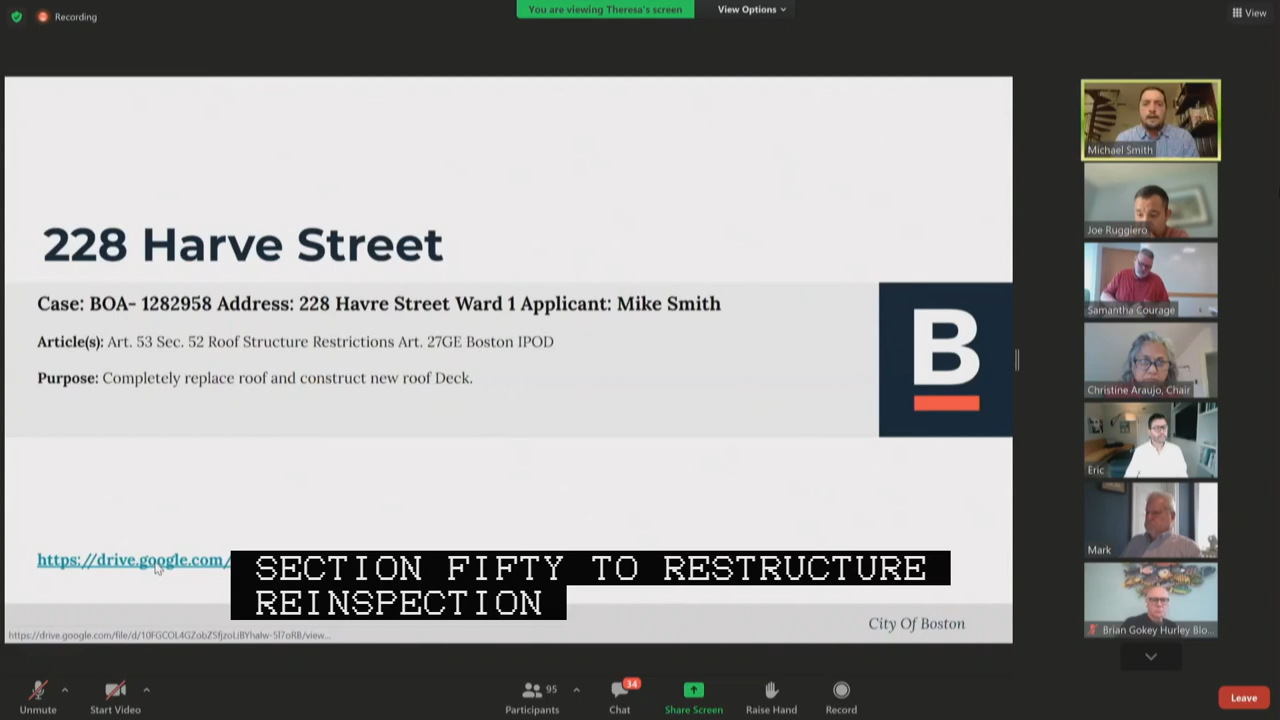 Recording
You are viewing Theresa's screen
View Options
View
228 Harve Street
Case: BOA- 1282958 Address: 228 Havre Street Ward 1 Applicant: Mike Smith
Article(s): Art. 53 Sec. 52 Roof Structure Restrictions Art. 27GE Boston IPOD
Purpose: Completely replace roof and construct new roof Deck.
B
https://drive.google.com/
SECTION FIFTY TO RESTRUCTURE
REINSPECTION
City Of Boston
Michael Smith
Joe Ruggiero
Samantha Courage
Christine Araujo, Chair
Eric
Mark
Brian Gokey Hurley Blo...
Unmute
Start Video
95
Participants
34
Chat
Share Screen
Raise Hand
Record
Leave